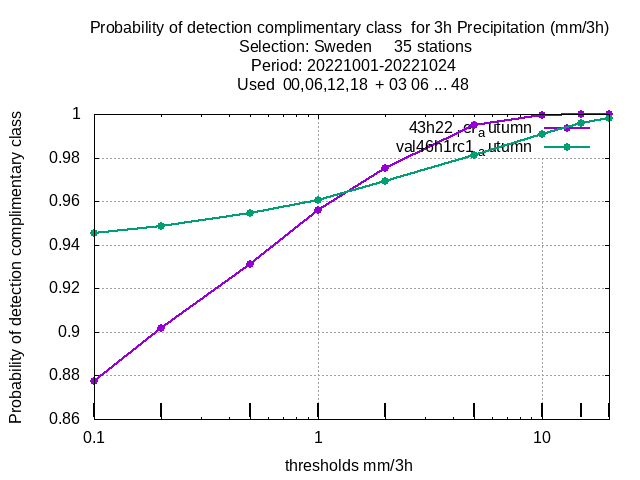 Probability of detection complimentary class  for 3h Precipitation (mm/3h)
Selection: Sweden     35 stations
Period: 20221001-20221024
Used  00,06,12,18  + 03 06 ... 48
Probability of detection complimentary class
1
0.98
0.96
0.94
0.92
0.9
0.88
0.86
utumn
val46h1rc1_autumn
0.1
1
10
thresholds mm/3h